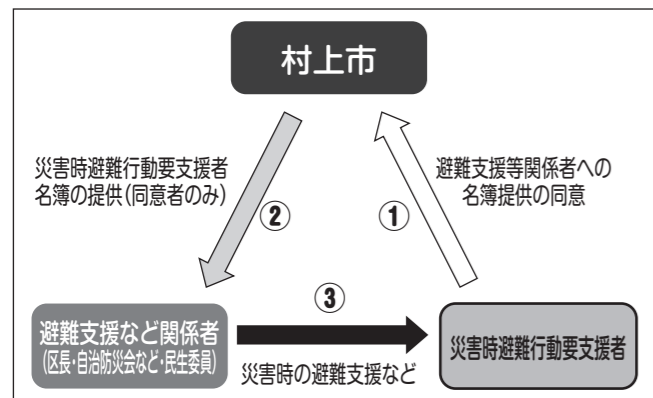 村上市
災害時避難行動要支援者
名簿の提供(同意者のみ)
②
①
避難支援等関係者への
名簿提供の同意
③
避難支援など関係者
(区長・自治防災会など・民生委員)
災害時の避難支援など
災害時避難行動要支援者